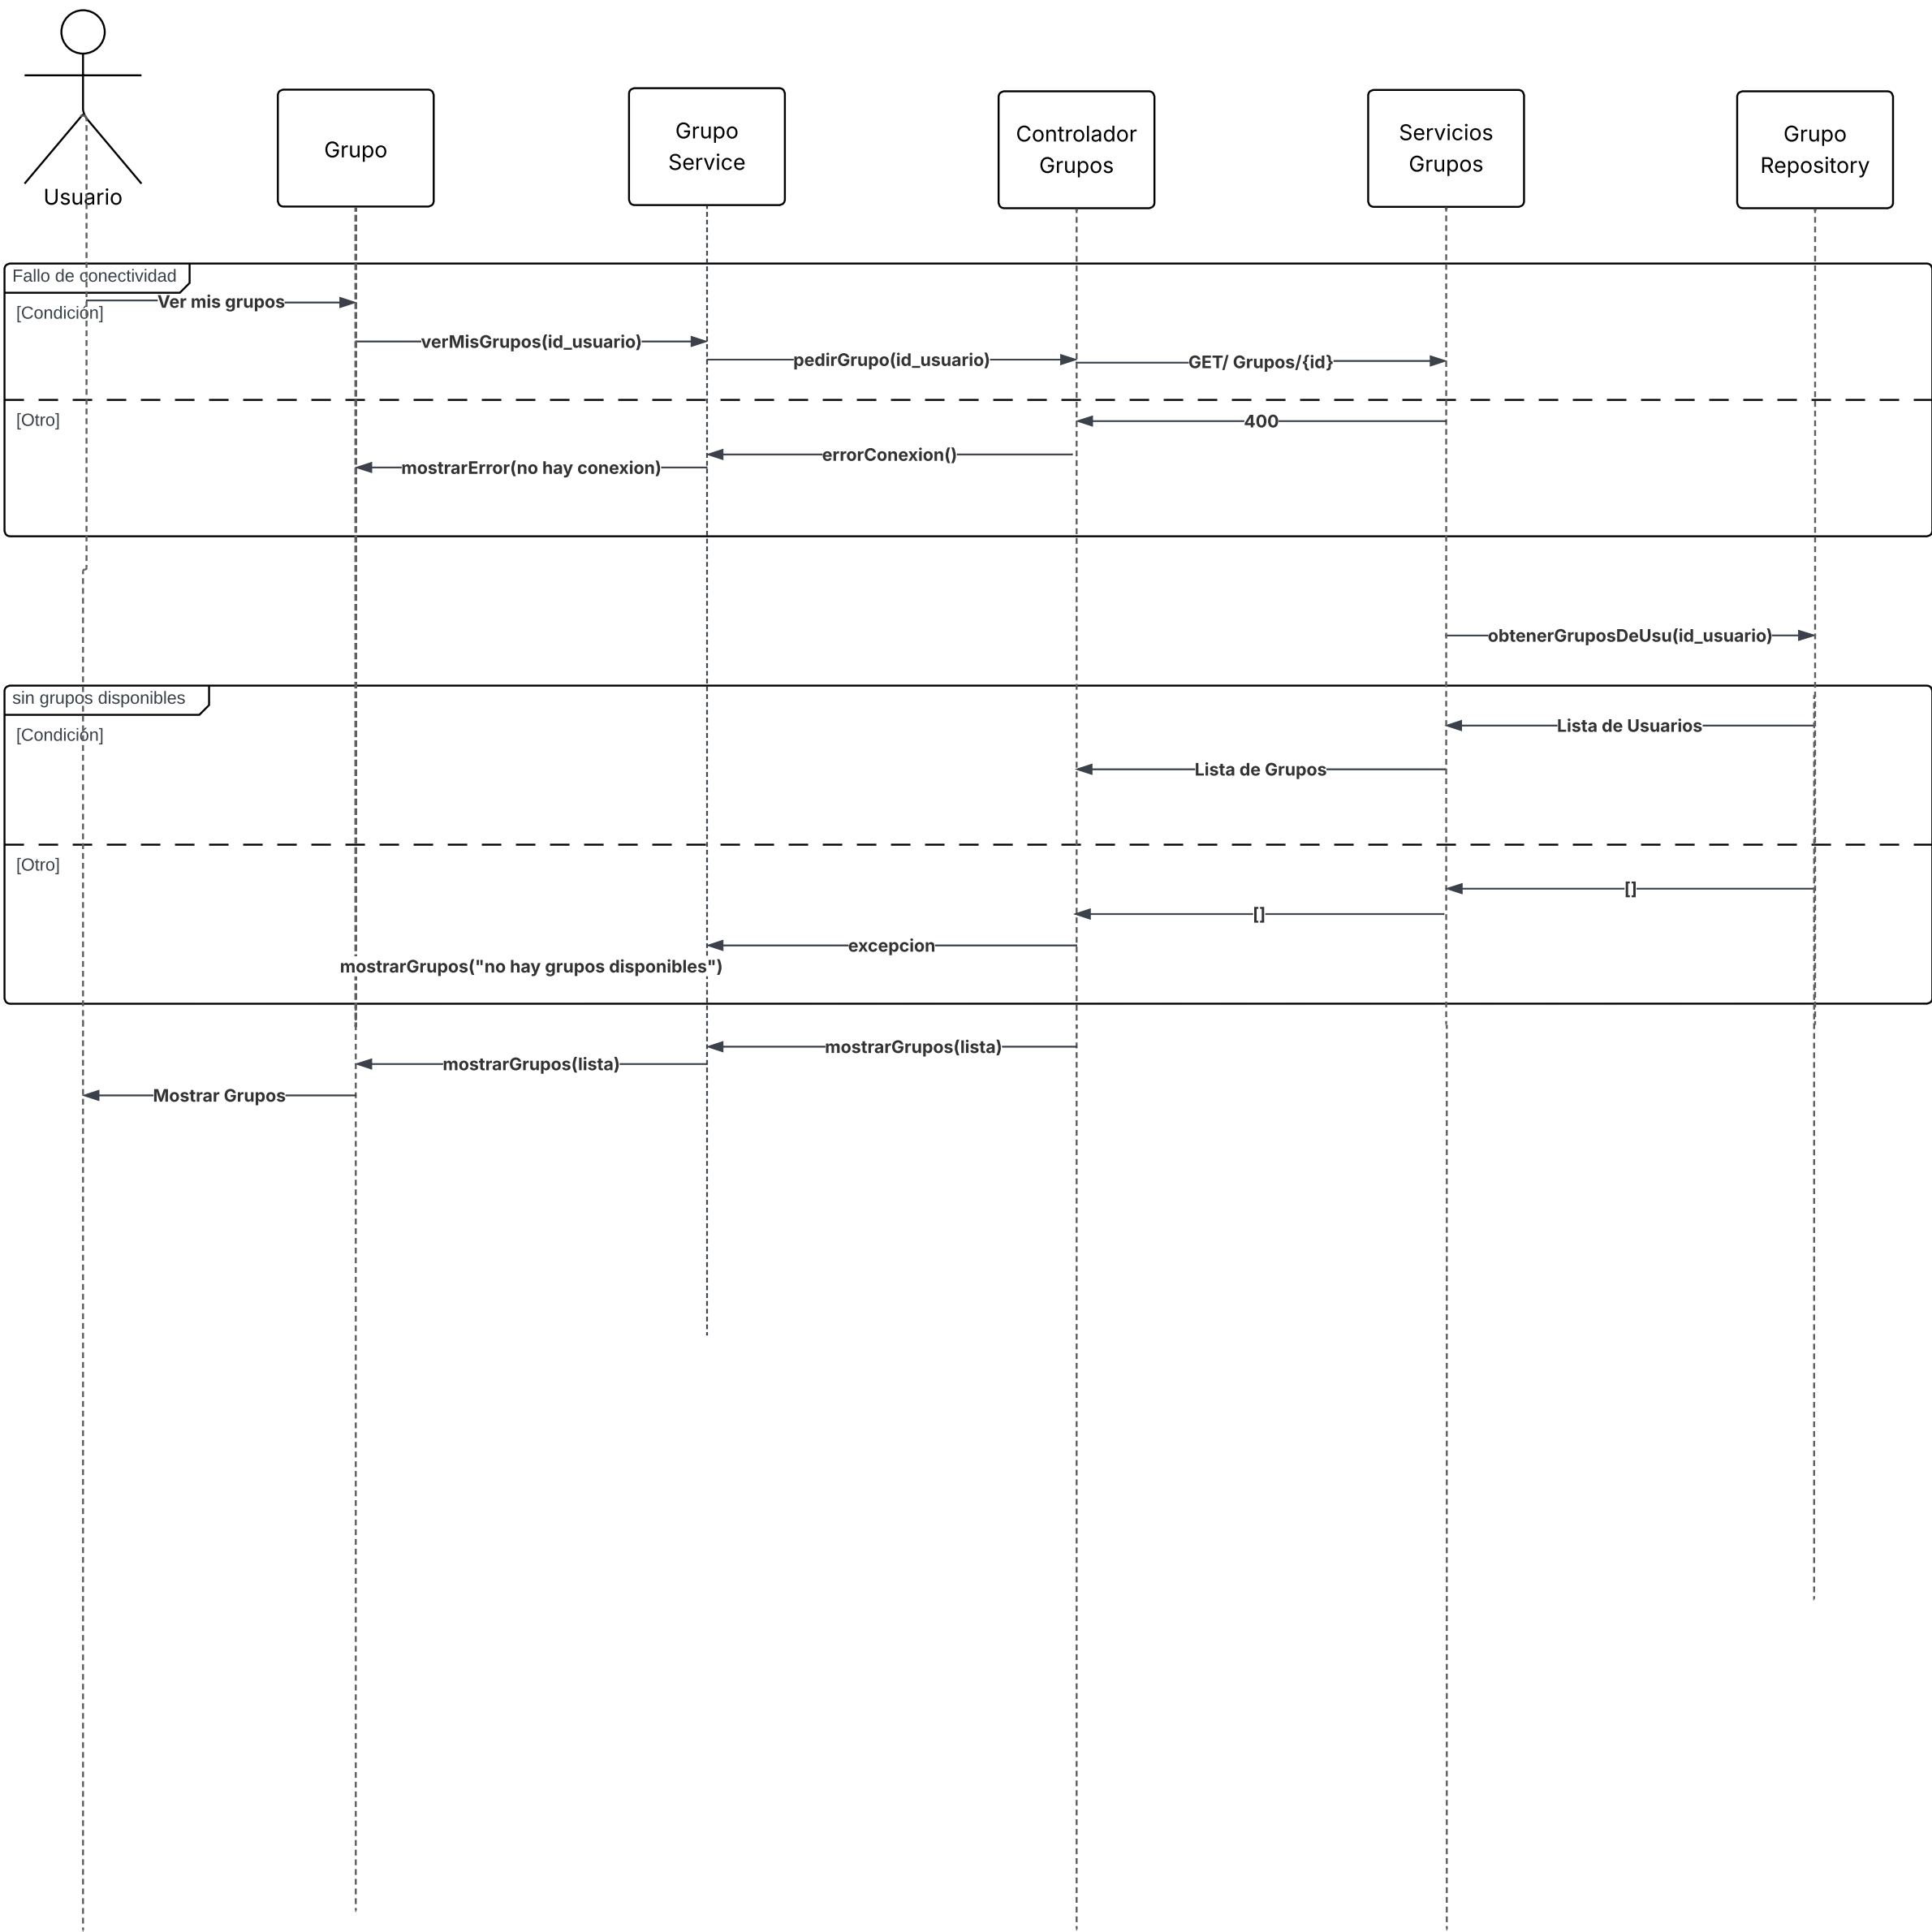 Usuario
Grupo
Grupo
Service
Controlador
Grupos
Servicios
Grupos
Grupo
Repository
Fallo de conectividad
[Condición]
Ver mis grupos
verMisGrupos(id_usuario)
pedirGrupo(id_usuario)
GET/ Grupos/{id}
[Otro]
400
errorConexion()
mostrarError(no hay conexion)
obtenerGruposDeUsu(id_usuario)
sin grupos disponibles
[Condición]
Lista de Usuarios
Lista de Grupos
[Otro]
[]
[]
excepcion
mostrarGrupos("no hay grupos disponibles")
mostrarGrupos(lista)
mostrarGrupos(lista)
Mostrar Grupos